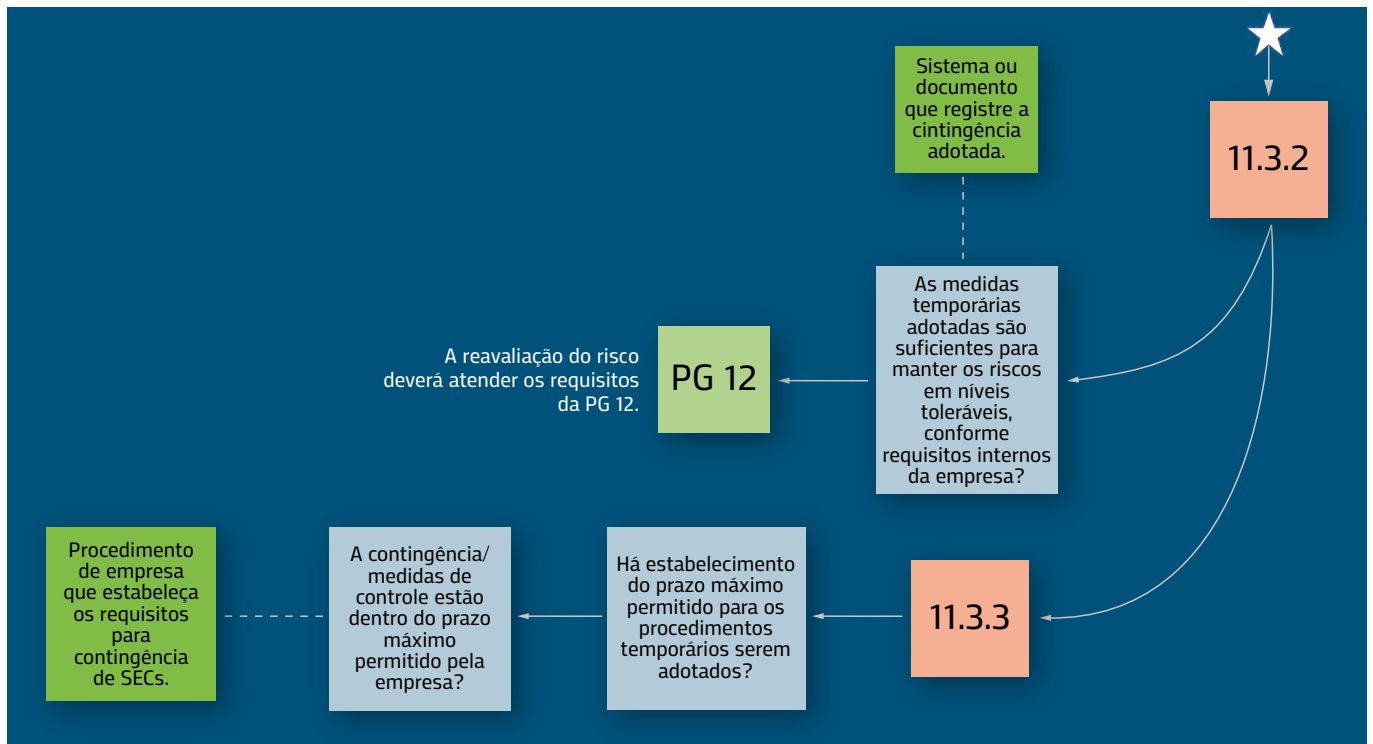 Sistema ou
documento
que registre a
cintingência
adotada.
11.3.2
As medidas
temporárias
adotadas são
suficientes para
manter os riscos
em níveis
toleráveis,
conforme
requisitos internos
da empresa?
PG 12
A reavaliação do risco
deverá atender os requisitos
da PG 12.
Procedimento
de empresa
que estabeleça
os requisitos
para
contingência
de SECs.
A contingência/
medidas de
controle estão
dentro do prazo
máximo
permitido pela
empresa?
Há estabelecimento
do prazo máximo
permitido para os
procedimentos
temporários serem
adotados?
11.3.3